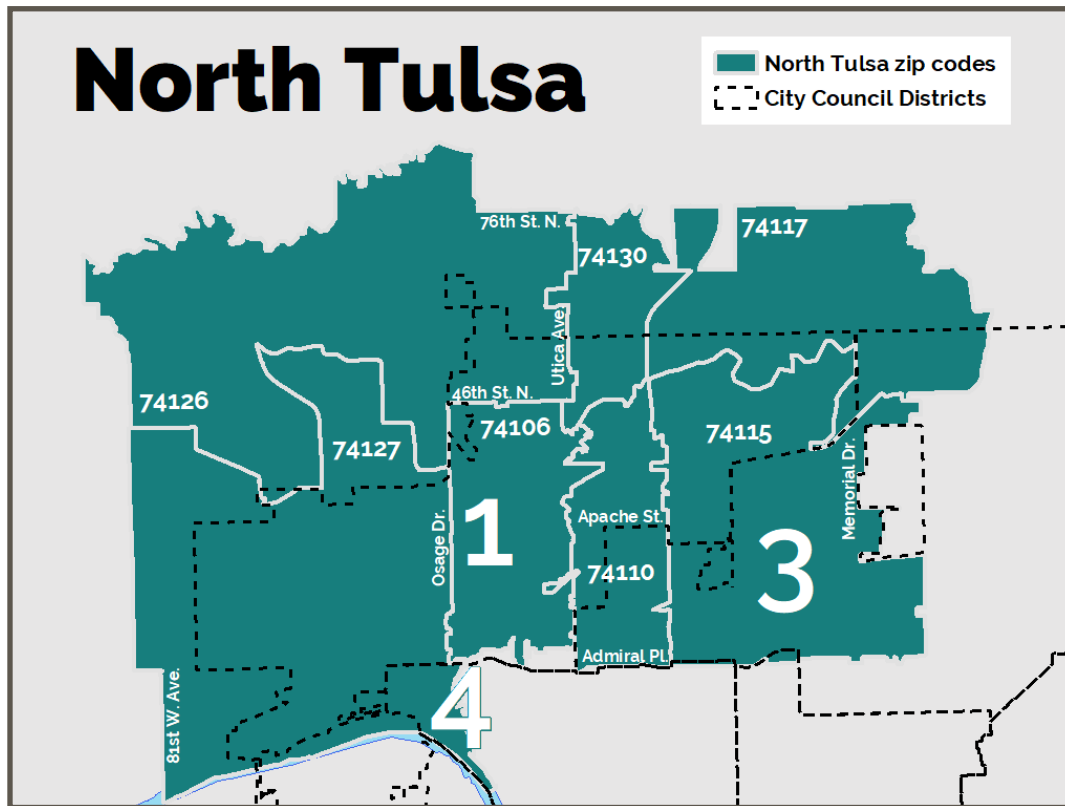 North Tulsa
North Tulsa zip codes
City Council Districts
76th St. N.
74117
74130
Utica Ave.
46th St. N.
74126
74106
74127
74115
Memorial Dr.
Osage Dr.
1
Apache St.
74110
3
Admiral Pl.
4
81st W. Ave.